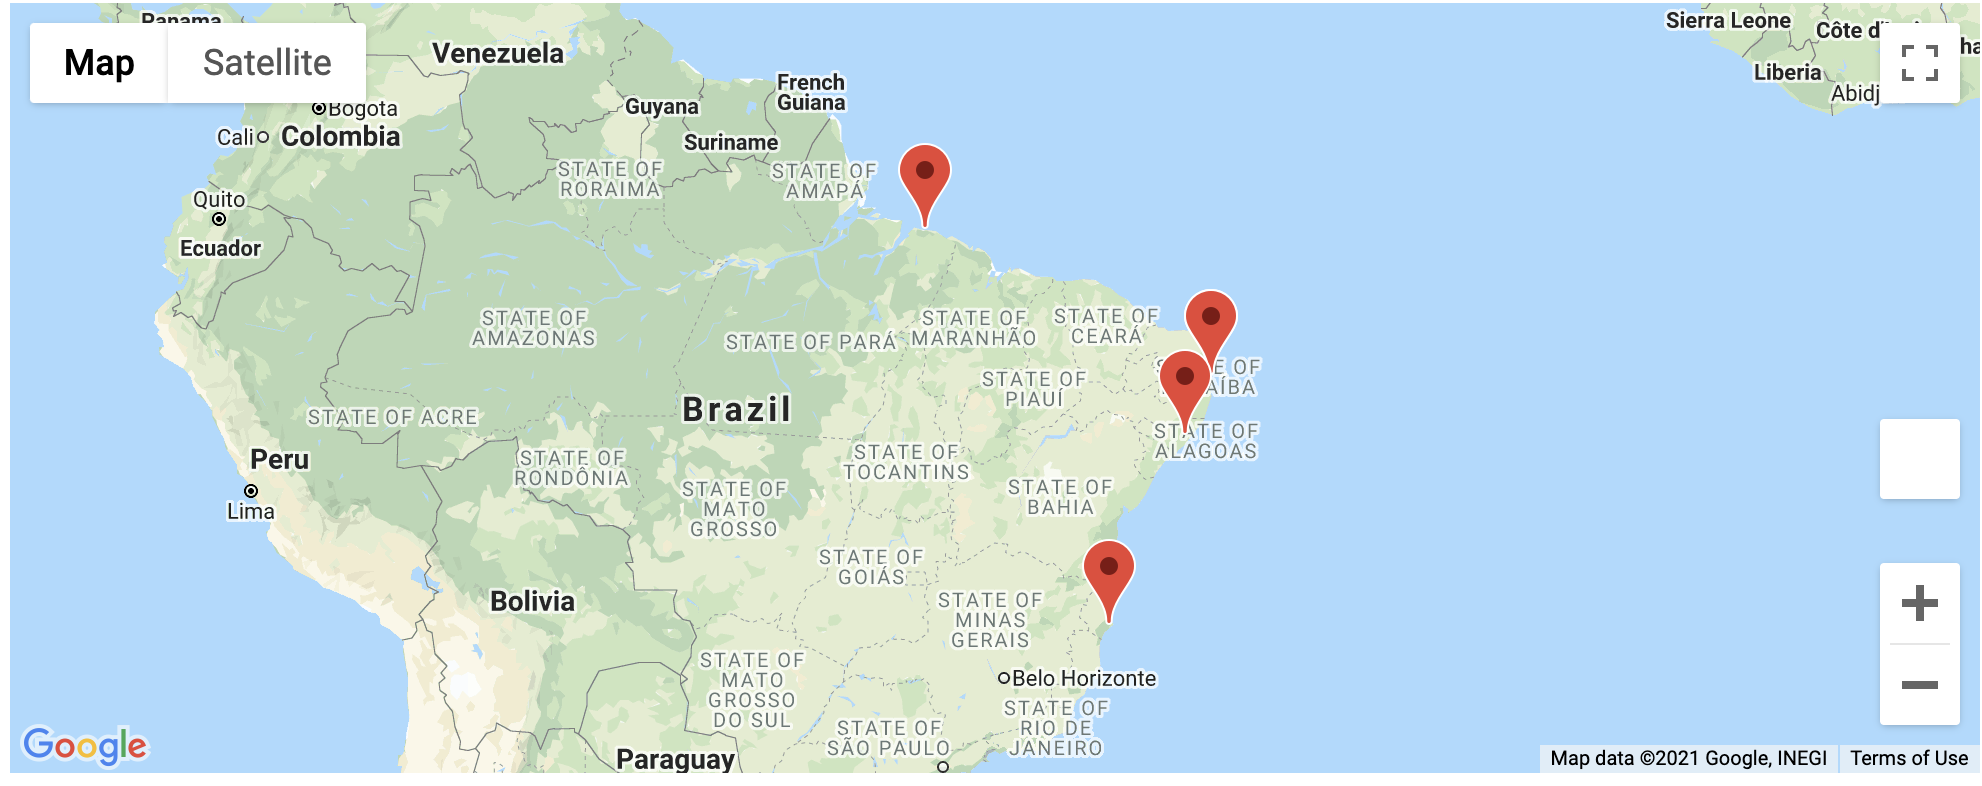 Panama
Map
Satellite
Venezuela
Bogota
Cali
Colombia
Guyana
French
Guiana
Suriname
Sierra Leone
Côte d'
Liberia
Abidj
STATE OF
RORAIMA
STATE OF
AMAPÁ
Quito
Ecuador
STATE OF
AMAZONAS
STATE OF PARÁ
STATE OF
MARANHÃO
STATE OF
CEARÁ
STATE OF
PIAUÍ
E OF
AÍBA
Brazil
STATE OF ACRE
STATE OF
ALAGOAS
Peru
Lima
STATE OF
RONDÔNIA
STATE OF
TOCANTINS
STATE OF
MATO
GROSSO
STATE OF
BAHIA
STATE OF
GOIÁS
Bolivia
STATE OF
MINAS
GERAIS
STATE OF
MATO
GROSSO
DO SUL
Belo Horizonte
STATE OF
RIO DE
JANEIRO
STATE OF
SÃO PAULO
Paraguay
Google
Map data ©2021 Google, INEGI
Terms of Use